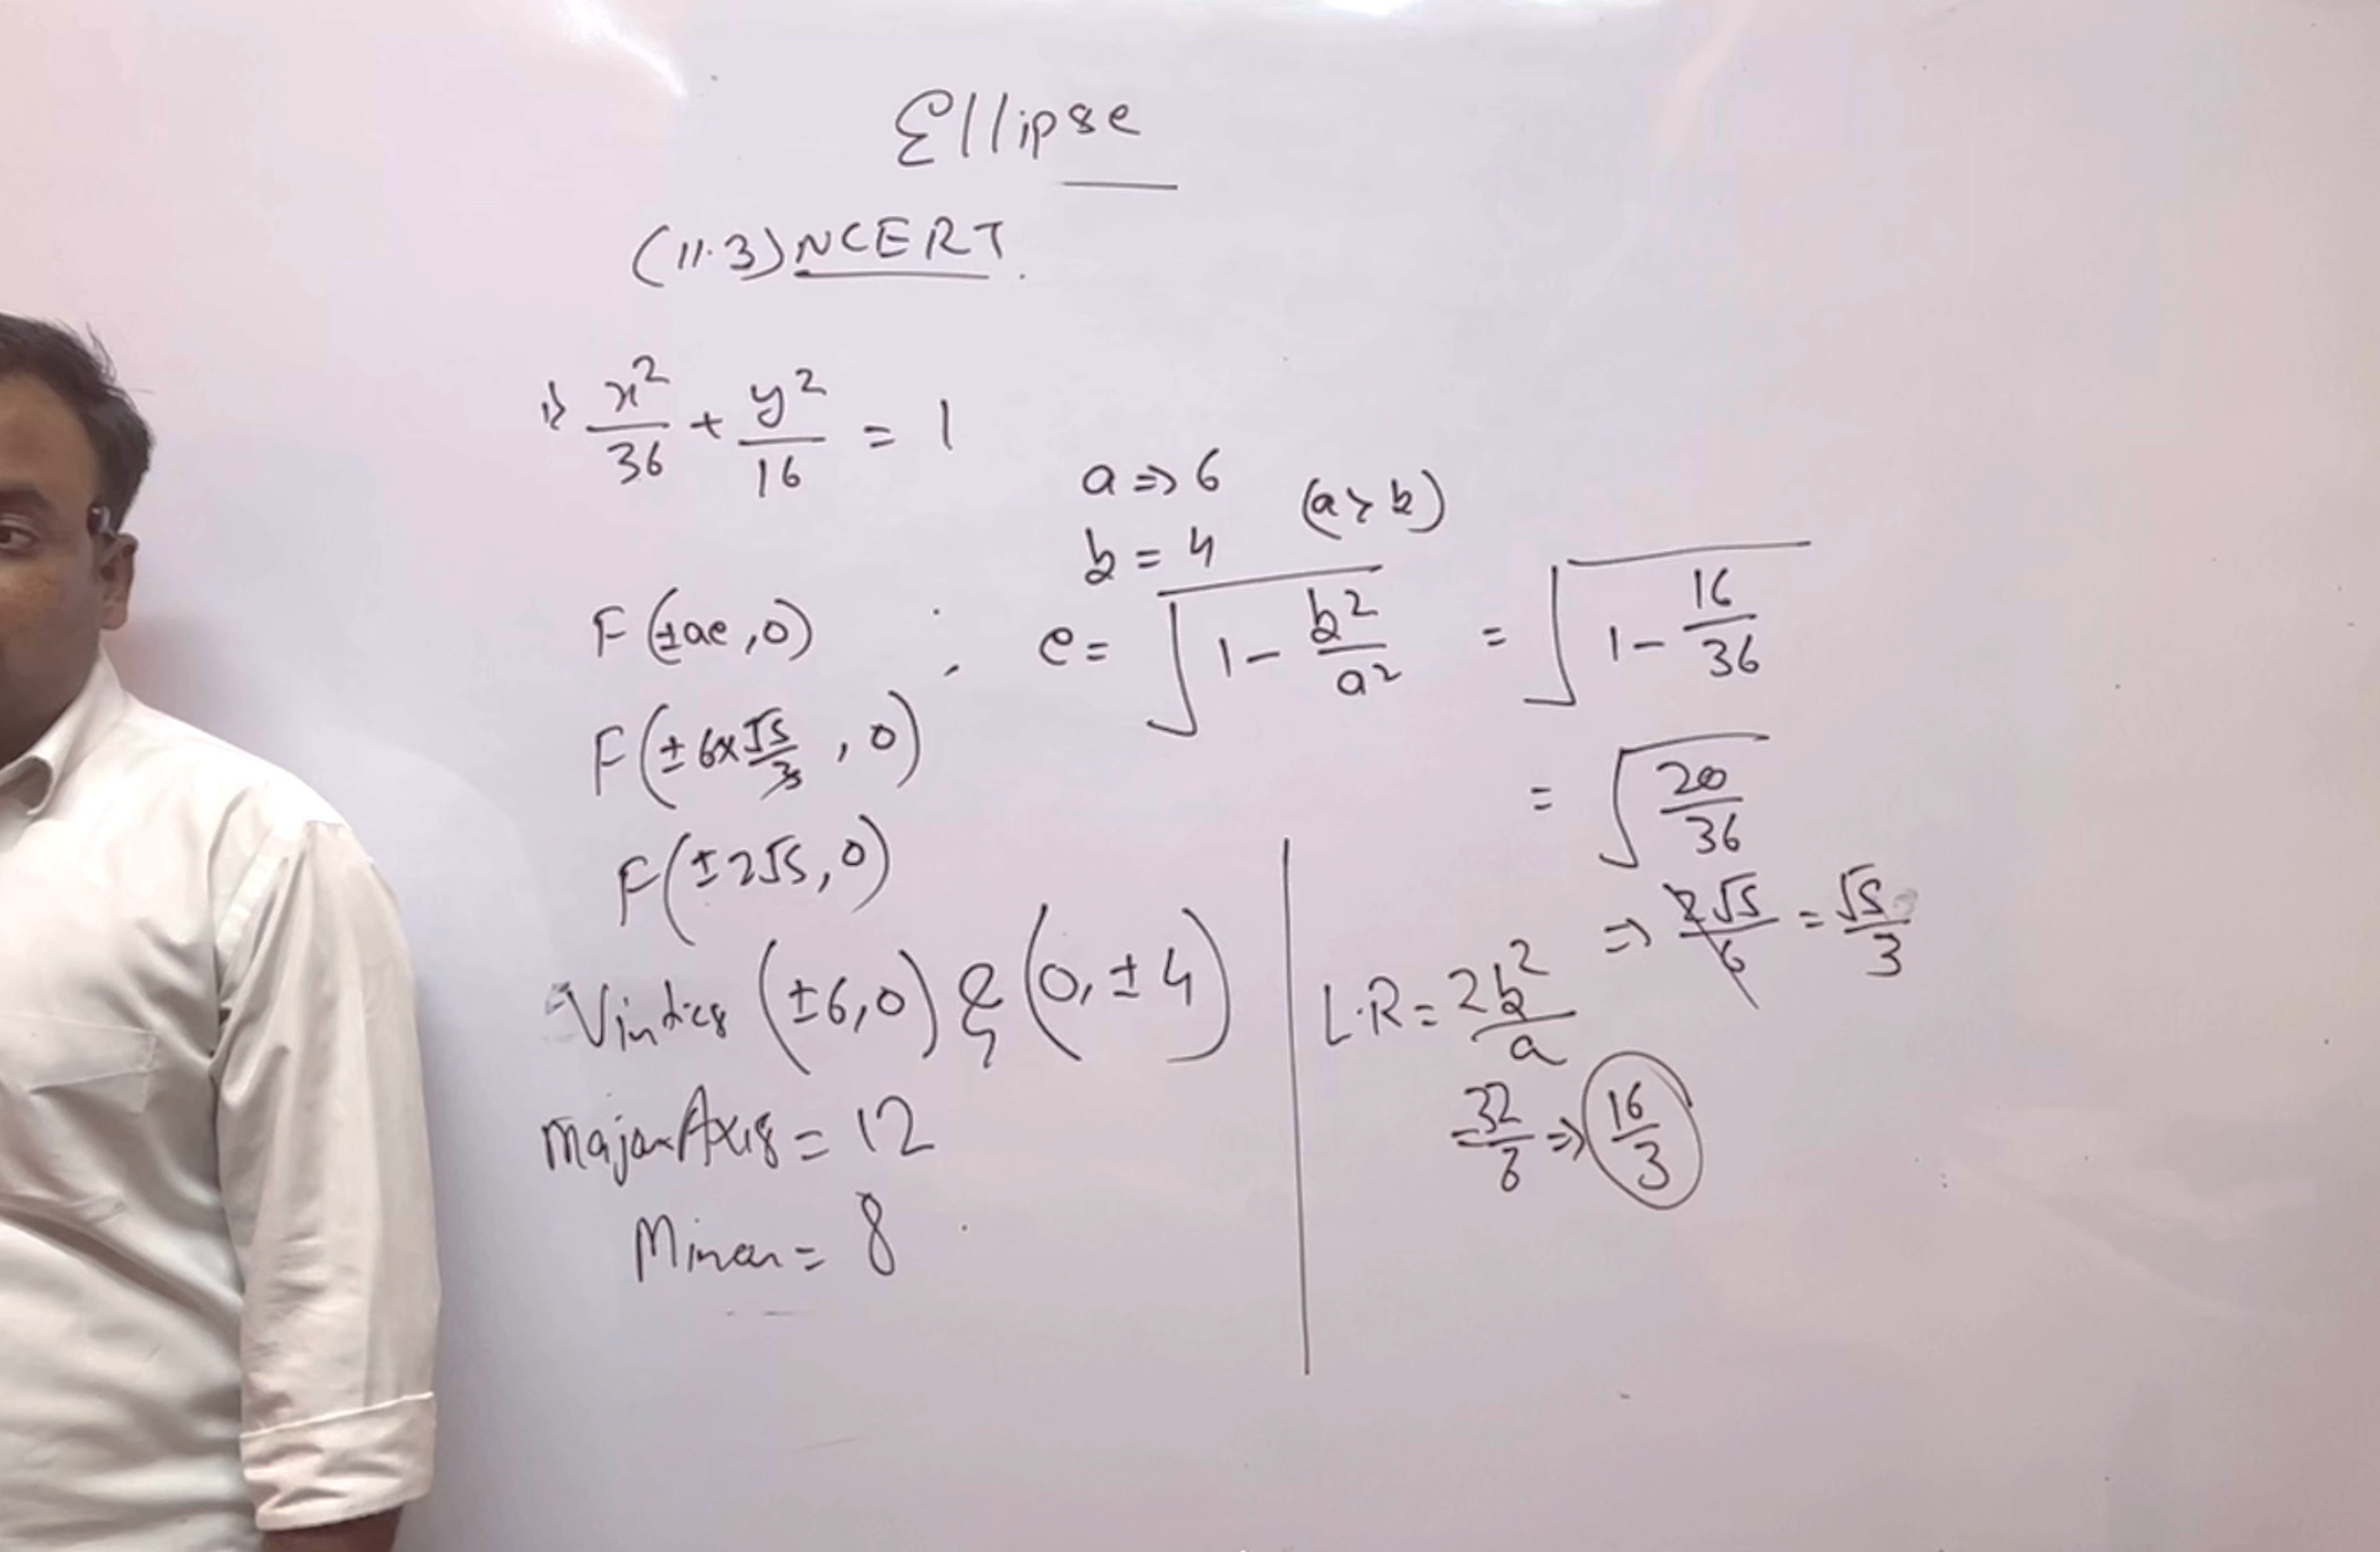 Ellipse
(11.3) NCERT.
1) x²/36 + y²/16 = 1
a ⇒ 6
b = 4 (a > b)
F(±ae, 0) ; e = √(1 - b²/a²) = √(1 - 16/36)
F(±6×√5/3, 0)
= √(20/36)
F(±2√5, 0)
⇒ 2√5/6 = √5/3
(±6, 0) & (0, ±4)
Major Axis = 12
Minor = 8
L.R = 2b²/a
= 32/6 ⇒ 16/3